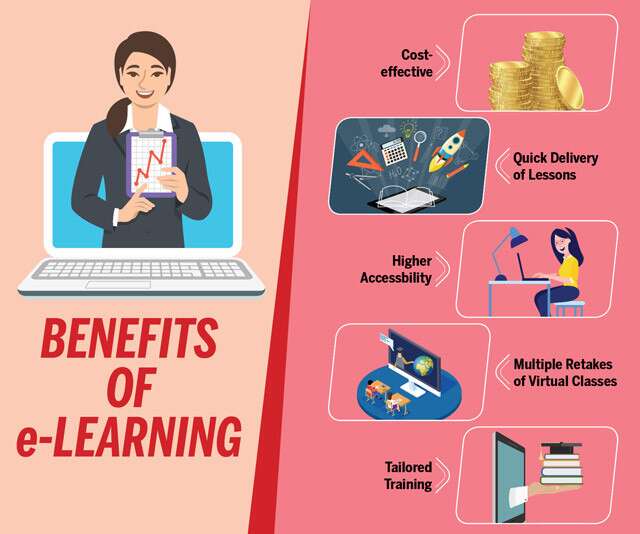 BENEFITS
OF
e-LEARNING
Cost-
effective
Quick Delivery
of Lessons
Higher
Accessbility
Multiple Retakes
of Virtual Classes
Tailored
Training